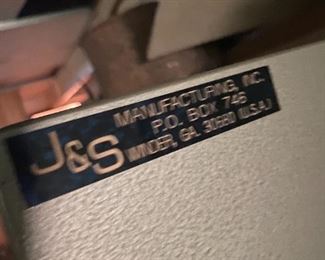 J&S
MANUFACTURING, INC.
P.O. BOX 746
WINDER, GA. 30680 (U.S.A.)